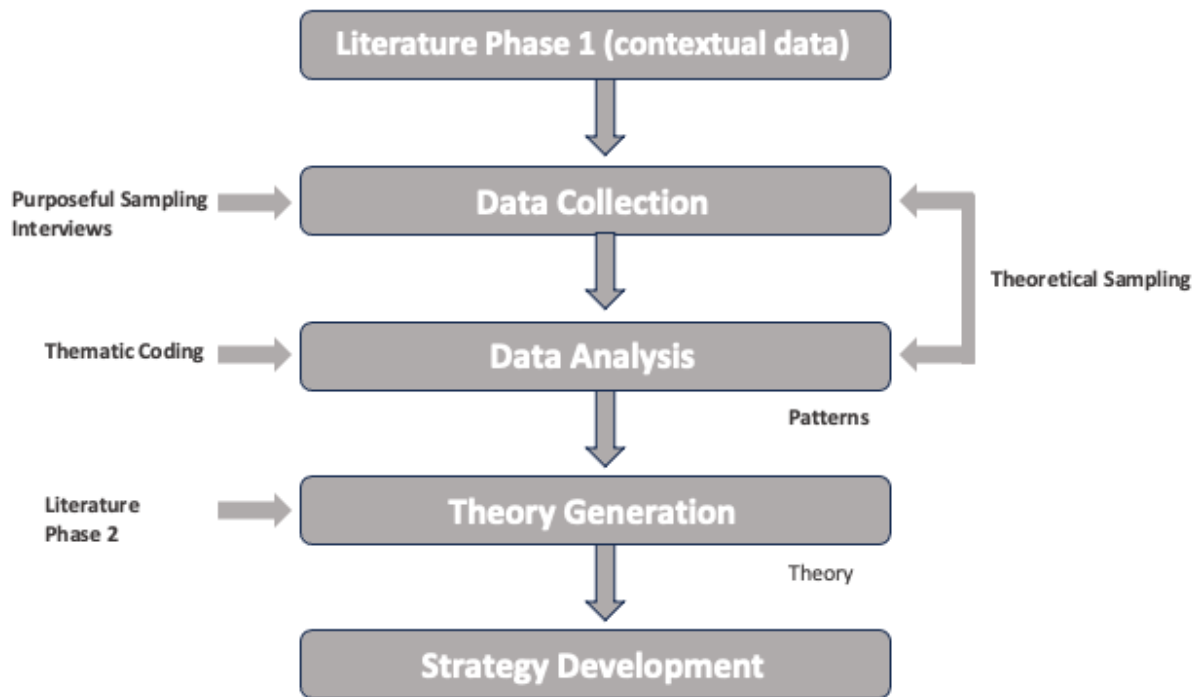 Literature Phase 1 (contextual data)
Purposeful Sampling
Interviews
Data Collection
Theoretical Sampling
Thematic Coding
Data Analysis
Patterns
Literature
Phase 2
Theory Generation
Theory
Strategy Development